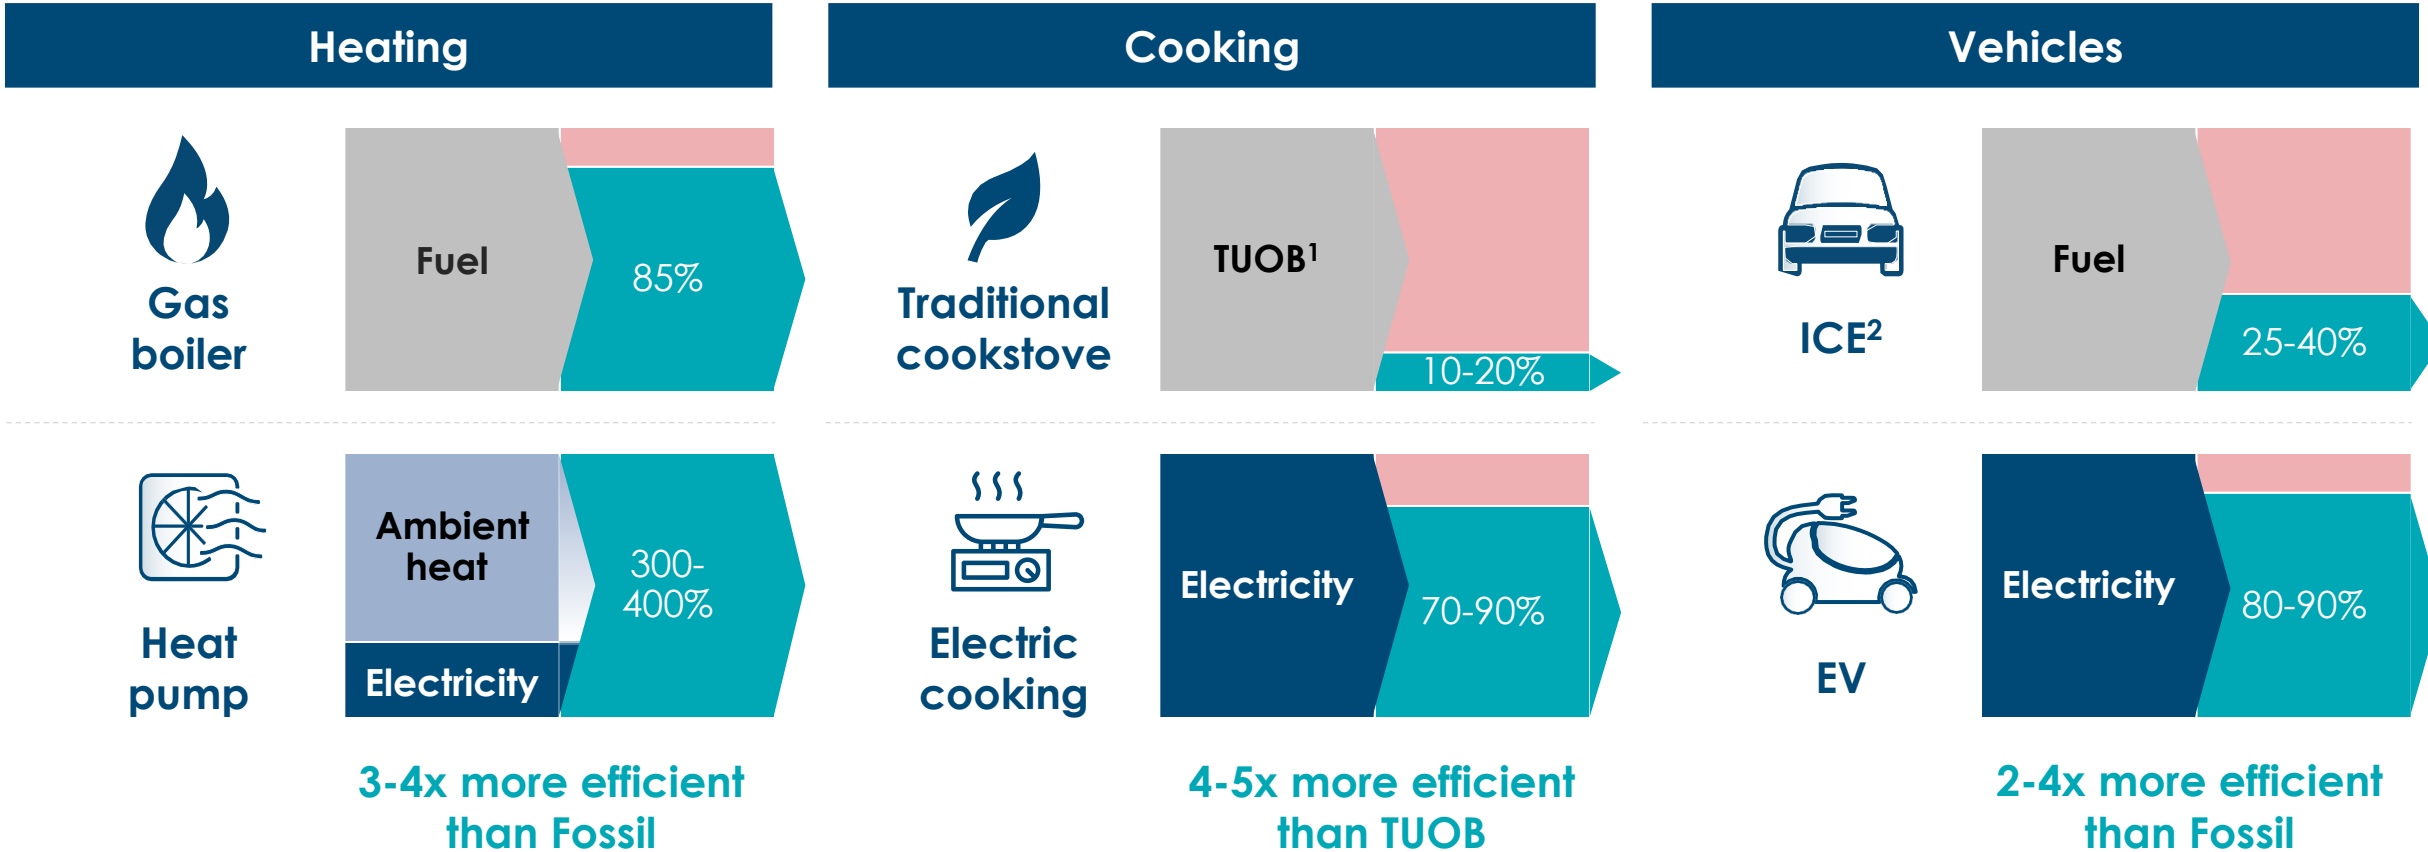 Heating
Gas
boiler
Fuel
85%
Heat
pump
Ambient
heat
Electricity
300-
400%
3-4x more efficient
than Fossil
Cooking
Traditional
cookstove
TUOB¹
10-20%
Electric
cooking
Electricity
70-90%
4-5x more efficient
than TUOB
Vehicles
ICE²
Fuel
25-40%
EV
Electricity
80-90%
2-4x more efficient
than Fossil